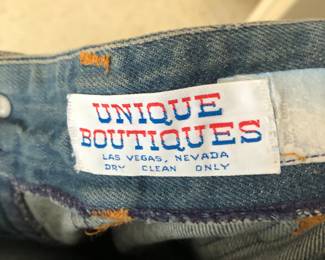 UNIQUE
BOUTIQUES
LAS VEGAS, NEVADA
DRY CLEAN ONLY